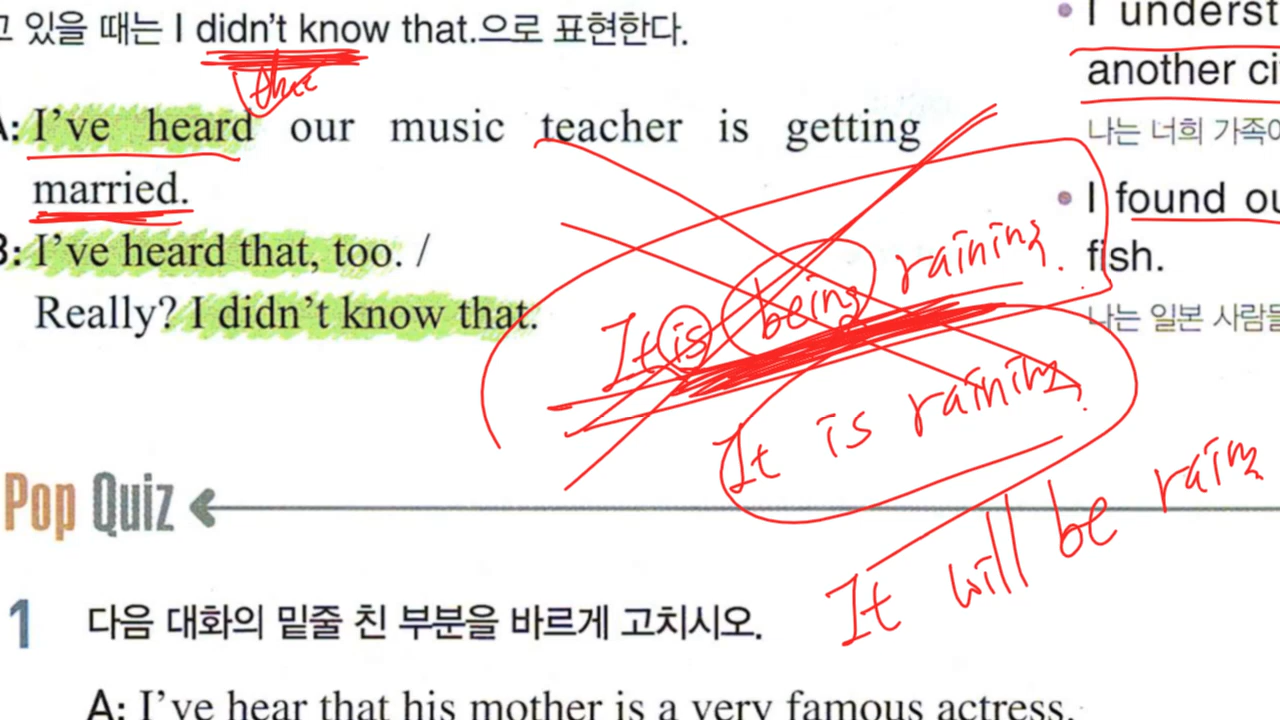 고 있을 때는 I didn't know that.으로 표현한다.
that
A: I've heard our music teacher is getting
married.
B: I've heard that, too. /
Really? I didn't know that.
It is being raining.
It is raining.
It will be rain
Pop Quiz
1 다음 대화의 밑줄 친 부분을 바르게 고치시오.
A: I've hear that his mother is a very famous actress.
• I underst
another ci
나는 너희 가족
• I found ou
fish.
나는 일본 사람들